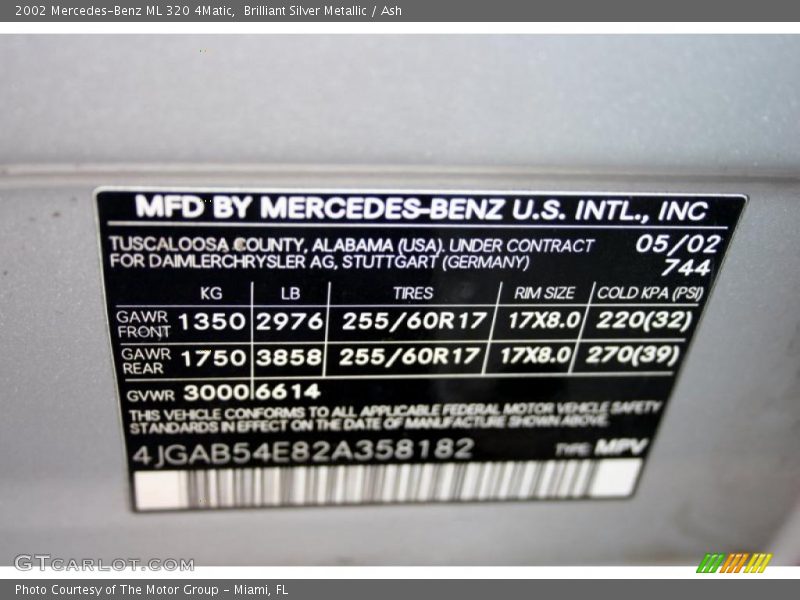 2002 Mercedes-Benz ML 320 4Matic,  Brilliant Silver Metallic / Ash
MFD BY MERCEDES-BENZ U.S. INTL., INC
TUSCALOOSA COUNTY, ALABAMA (USA). UNDER CONTRACT 05/02
FOR DAIMLERCHRYSLER AG, STUTTGART (GERMANY) 744
KG LB TIRES RIM SIZE COLD KPA (PSI)
GAWR FRONT 1350 2976 255/60R17 17X8.0 220(32)
GAWR REAR 1750 3858 255/60R17 17X8.0 270(39)
GVWR 3000 6614
THIS VEHICLE CONFORMS TO ALL APPLICABLE FEDERAL MOTOR VEHICLE SAFETY
STANDARDS IN EFFECT ON THE DATE OF MANUFACTURE SHOWN ABOVE.
4JGAB54E82A358182 TYPE: MPV
GTCARLOT.COM
Photo Courtesy of The Motor Group - Miami, FL